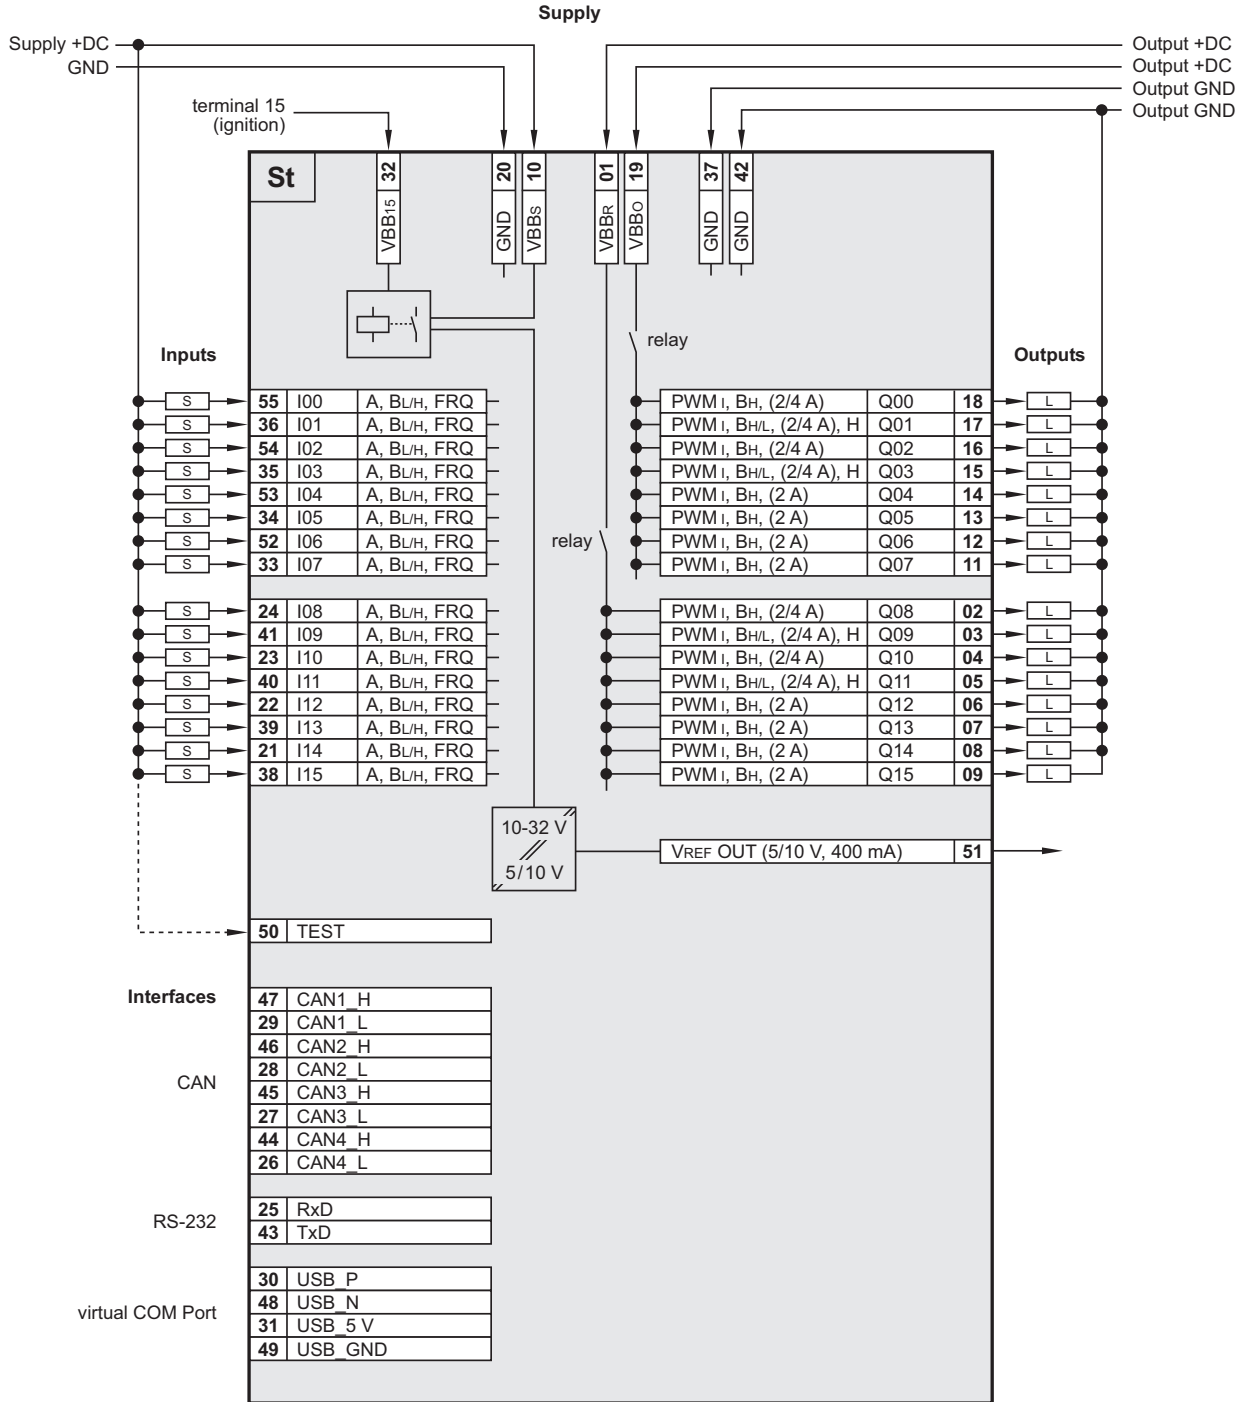 Supply
Supply +DC
GND
Output +DC
Output +DC
Output GND
Output GND
terminal 15
(ignition)
St
32 VBB15
20 GND
10 VBBS
01 VBBR
19 VBBO
37 GND
42 GND
relay
relay
Inputs
S 55 I00 A, BL/H, FRQ
S 36 I01 A, BL/H, FRQ
S 54 I02 A, BL/H, FRQ
S 35 I03 A, BL/H, FRQ
S 53 I04 A, BL/H, FRQ
S 34 I05 A, BL/H, FRQ
S 52 I06 A, BL/H, FRQ
S 33 I07 A, BL/H, FRQ
S 24 I08 A, BL/H, FRQ
S 41 I09 A, BL/H, FRQ
S 23 I10 A, BL/H, FRQ
S 40 I11 A, BL/H, FRQ
S 22 I12 A, BL/H, FRQ
S 39 I13 A, BL/H, FRQ
S 21 I14 A, BL/H, FRQ
S 38 I15 A, BL/H, FRQ
Outputs
PWM I, BH, (2/4 A) Q00 18 L
PWM I, BH/L, (2/4 A), H Q01 17 L
PWM I, BH, (2/4 A) Q02 16 L
PWM I, BH/L, (2/4 A), H Q03 15 L
PWM I, BH, (2 A) Q04 14 L
PWM I, BH, (2 A) Q05 13 L
PWM I, BH, (2 A) Q06 12 L
PWM I, BH, (2 A) Q07 11 L
PWM I, BH, (2/4 A) Q08 02 L
PWM I, BH/L, (2/4 A), H Q09 03 L
PWM I, BH, (2/4 A) Q10 04 L
PWM I, BH/L, (2/4 A), H Q11 05 L
PWM I, BH, (2 A) Q12 06 L
PWM I, BH, (2 A) Q13 07 L
PWM I, BH, (2 A) Q14 08 L
PWM I, BH, (2 A) Q15 09 L
10-32 V
5/10 V
VREF OUT (5/10 V, 400 mA) 51
50 TEST
Interfaces
CAN
47 CAN1_H
29 CAN1_L
46 CAN2_H
28 CAN2_L
45 CAN3_H
27 CAN3_L
44 CAN4_H
26 CAN4_L
RS-232
25 RxD
43 TxD
virtual COM Port
30 USB_P
48 USB_N
31 USB_5 V
49 USB_GND